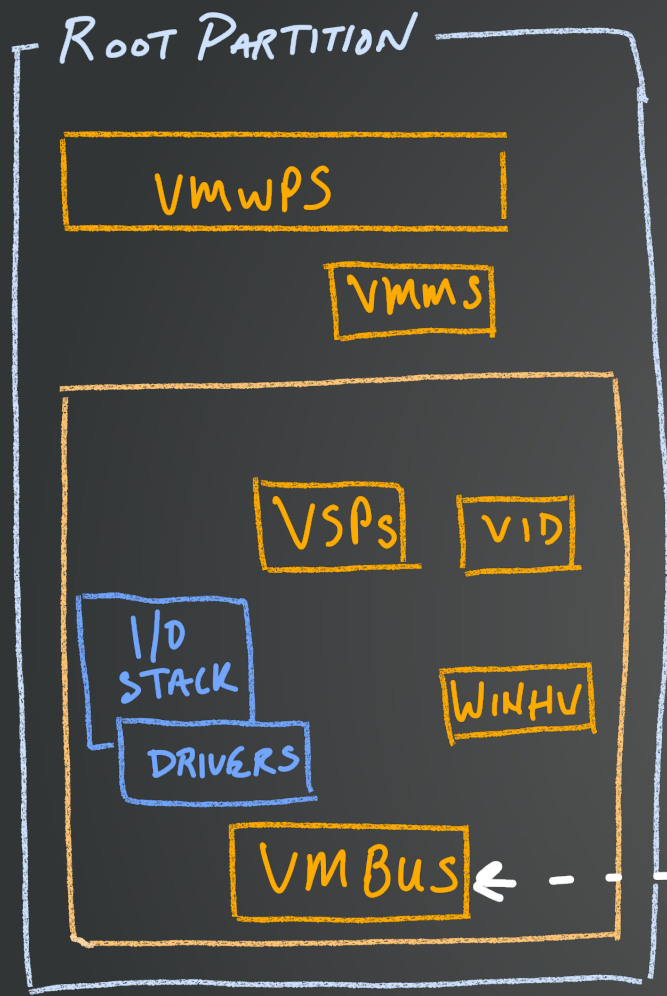 ROOT PARTITION
VMWPS
VMMS
VSPs
VID
I/O
STACK
WINHV
DRIVERS
VMBUS